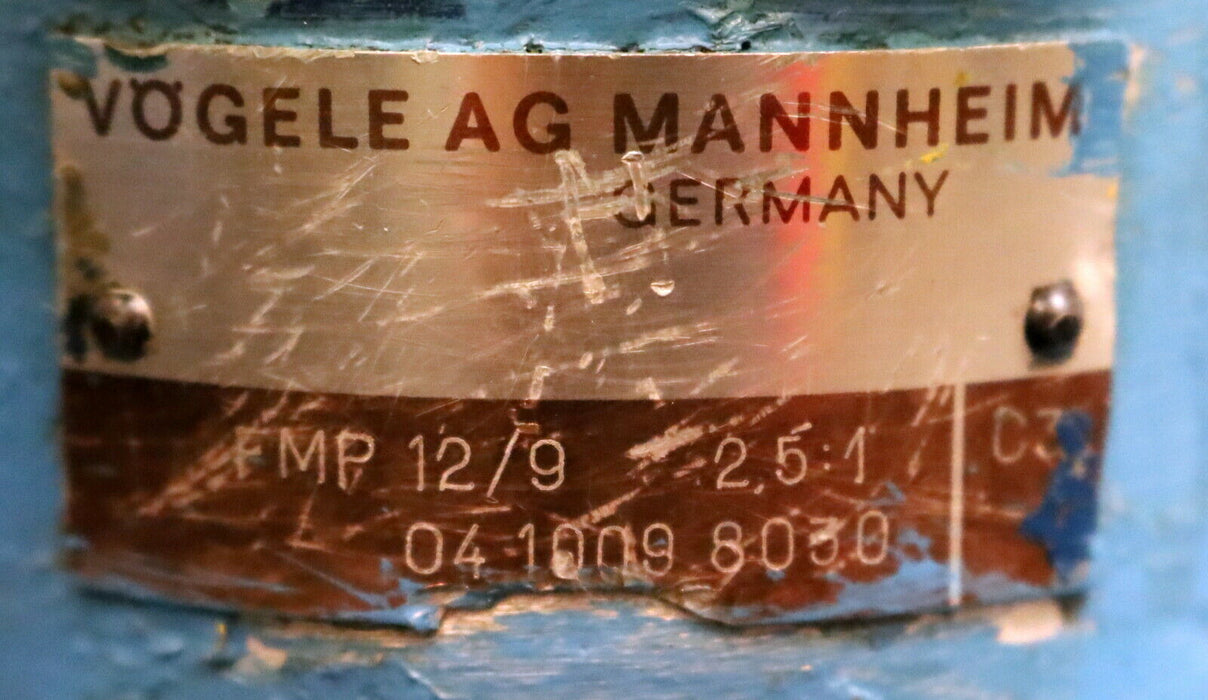 VÖGELE AG MANNHEIM
GERMANY
FMP 12/9 2,5:1
04 1009 8030